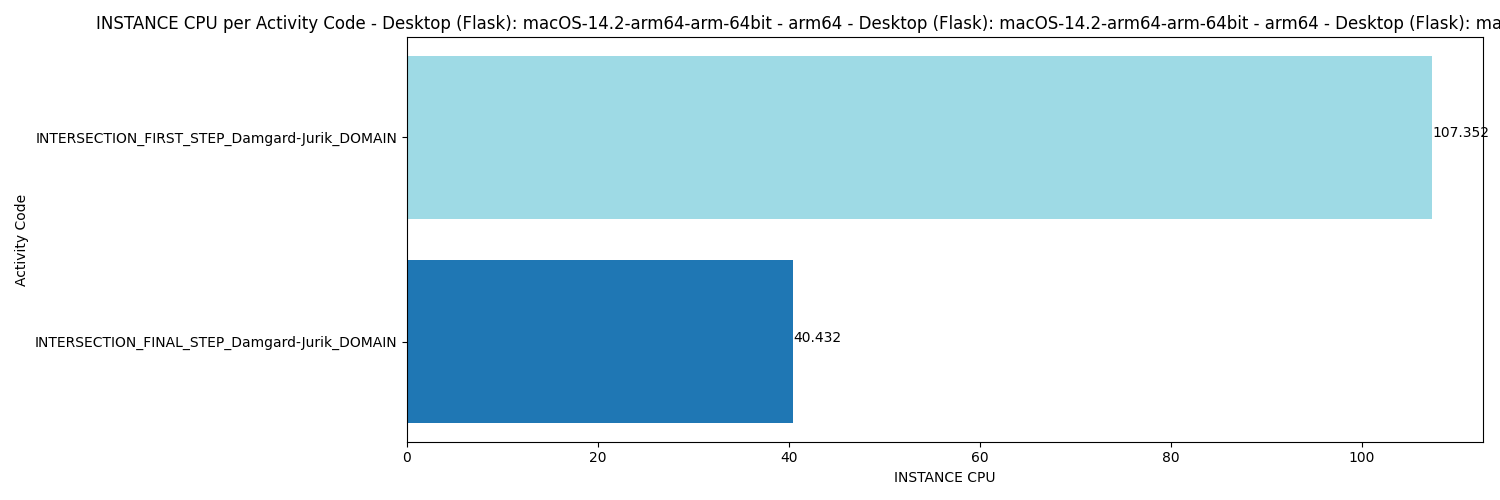 INSTANCE CPU per Activity Code - Desktop (Flask): macOS-14.2-arm64-arm-64bit - arm64 - Desktop (Flask): macOS-14.2-arm64-arm-64bit - arm64 - Desktop (Flask): ma
INTERSECTION_FIRST_STEP_Damgard-Jurik_DOMAIN
107.352
Activity Code
INTERSECTION_FINAL_STEP_Damgard-Jurik_DOMAIN
40.432
0 20 40 60 80 100
INSTANCE CPU